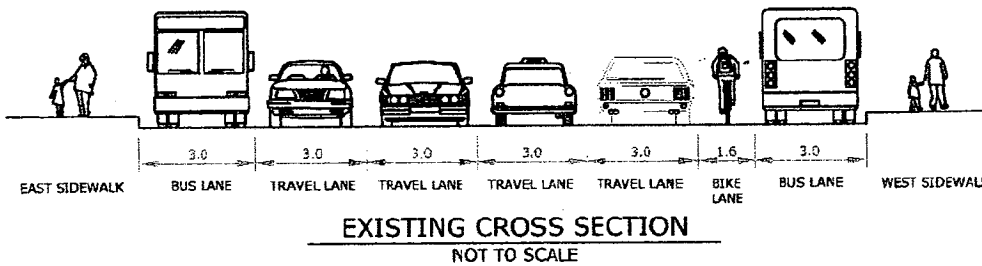 3.0 3.0 3.0 3.0 3.0 1.6 3.0
EAST SIDEWALK BUS LANE TRAVEL LANE TRAVEL LANE TRAVEL LANE TRAVEL LANE BIKE LANE BUS LANE WEST SIDEWALK
EXISTING CROSS SECTION
NOT TO SCALE